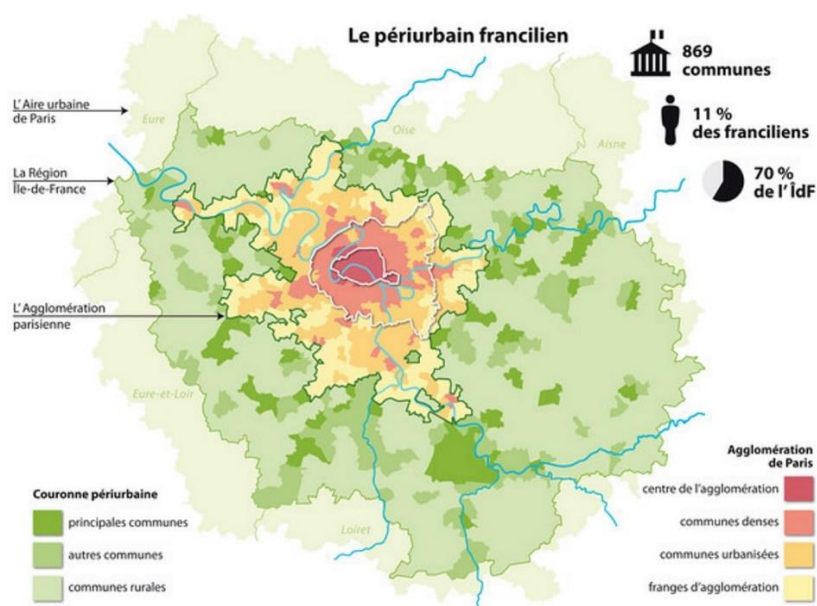 Le périurbain francilien
869
communes
11 %
des franciliens
70 %
de l'ÎdF
L'Aire urbaine
de Paris
La Région
Île-de-France
L'Agglomération
parisienne
Eure
Oise
Aisne
Eure-et-Loir
Loiret
Couronne périurbaine
principales communes
autres communes
communes rurales
Agglomération
de Paris
centre de l'agglomération
communes denses
communes urbanisées
franges d'agglomération